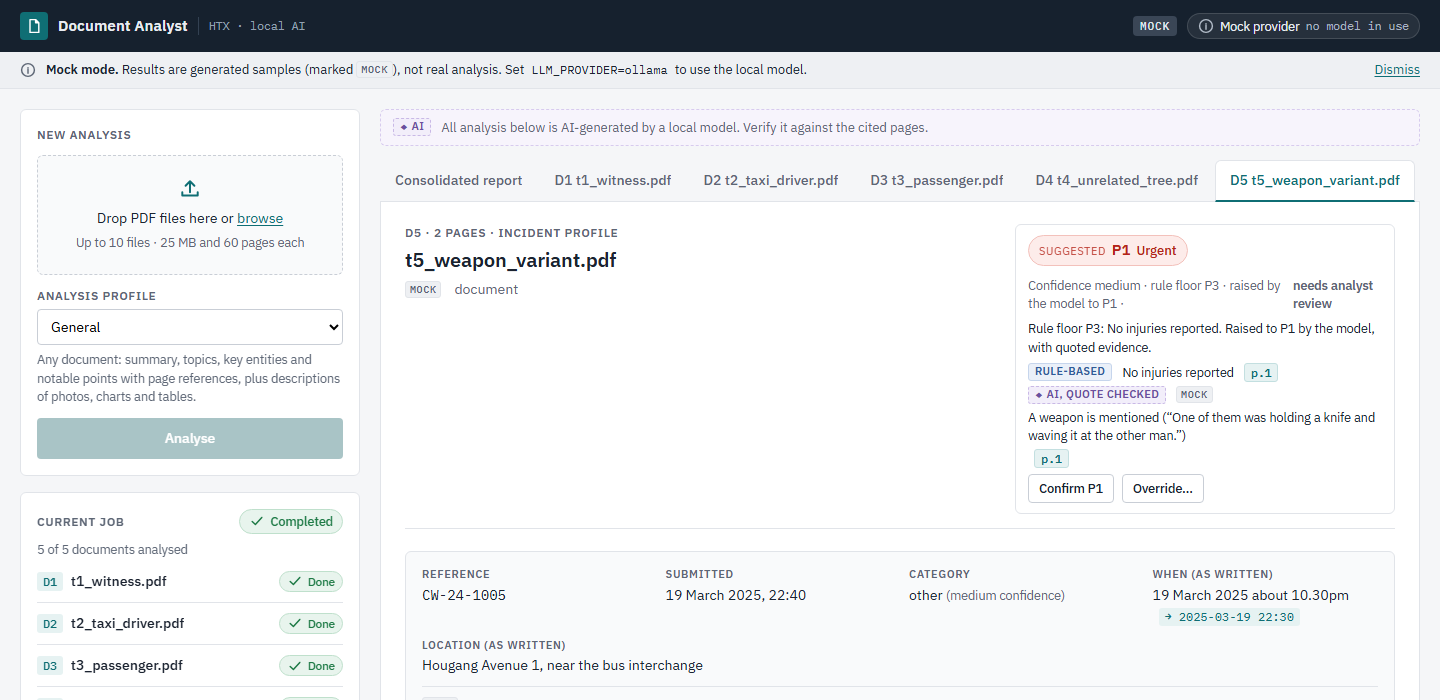 Document Analyst HTX · local AI MOCK Mock provider no model in use
Mock mode. Results are generated samples (marked MOCK), not real analysis. Set LLM_PROVIDER=ollama to use the local model. Dismiss
NEW ANALYSIS
Drop PDF files here or browse
Up to 10 files · 25 MB and 60 pages each
ANALYSIS PROFILE
General
Any document: summary, topics, key entities and
notable points with page references, plus descriptions
of photos, charts and tables.
Analyse
CURRENT JOB Completed
5 of 5 documents analysed
D1 t1_witness.pdf Done
D2 t2_taxi_driver.pdf Done
D3 t3_passenger.pdf Done
AI All analysis below is AI-generated by a local model. Verify it against the cited pages.
Consolidated report D1 t1_witness.pdf D2 t2_taxi_driver.pdf D3 t3_passenger.pdf D4 t4_unrelated_tree.pdf D5 t5_weapon_variant.pdf
D5 · 2 PAGES · INCIDENT PROFILE
t5_weapon_variant.pdf
MOCK document
SUGGESTED P1 Urgent
Confidence medium · rule floor P3 · raised by
the model to P1 ·
needs analyst
review
Rule floor P3: No injuries reported. Raised to P1 by the model,
with quoted evidence.
RULE-BASED No injuries reported p.1
AI, QUOTE CHECKED MOCK
A weapon is mentioned (“One of them was holding a knife and
waving it at the other man.”)
p.1
Confirm P1 Override…
REFERENCE SUBMITTED CATEGORY WHEN (AS WRITTEN)
CW-24-1005 19 March 2025, 22:40 other (medium confidence) 19 March 2025 about 10.30pm
→ 2025-03-19 22:30
LOCATION (AS WRITTEN)
Hougang Avenue 1, near the bus interchange